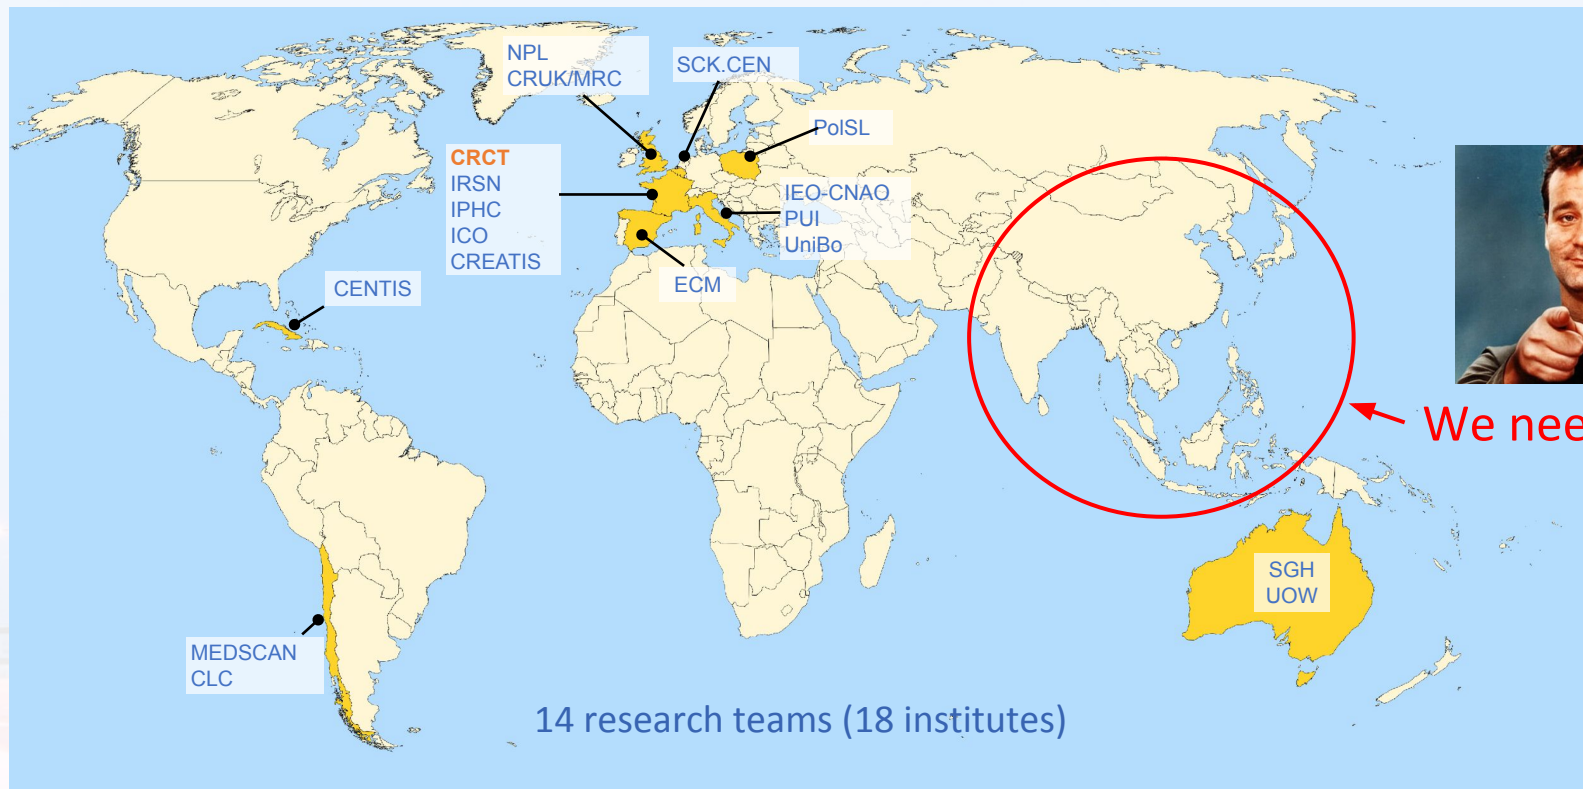 NPL
CRUK/MRC
SCK.CEN
PolSL
CRCT
IRSN
IPHC
ICO
CREATIS
IEO-CNAO
PUI
UniBo
ECM
CENTIS
We nee
SGH
UOW
MEDSCAN
CLC
14 research teams (18 institutes)